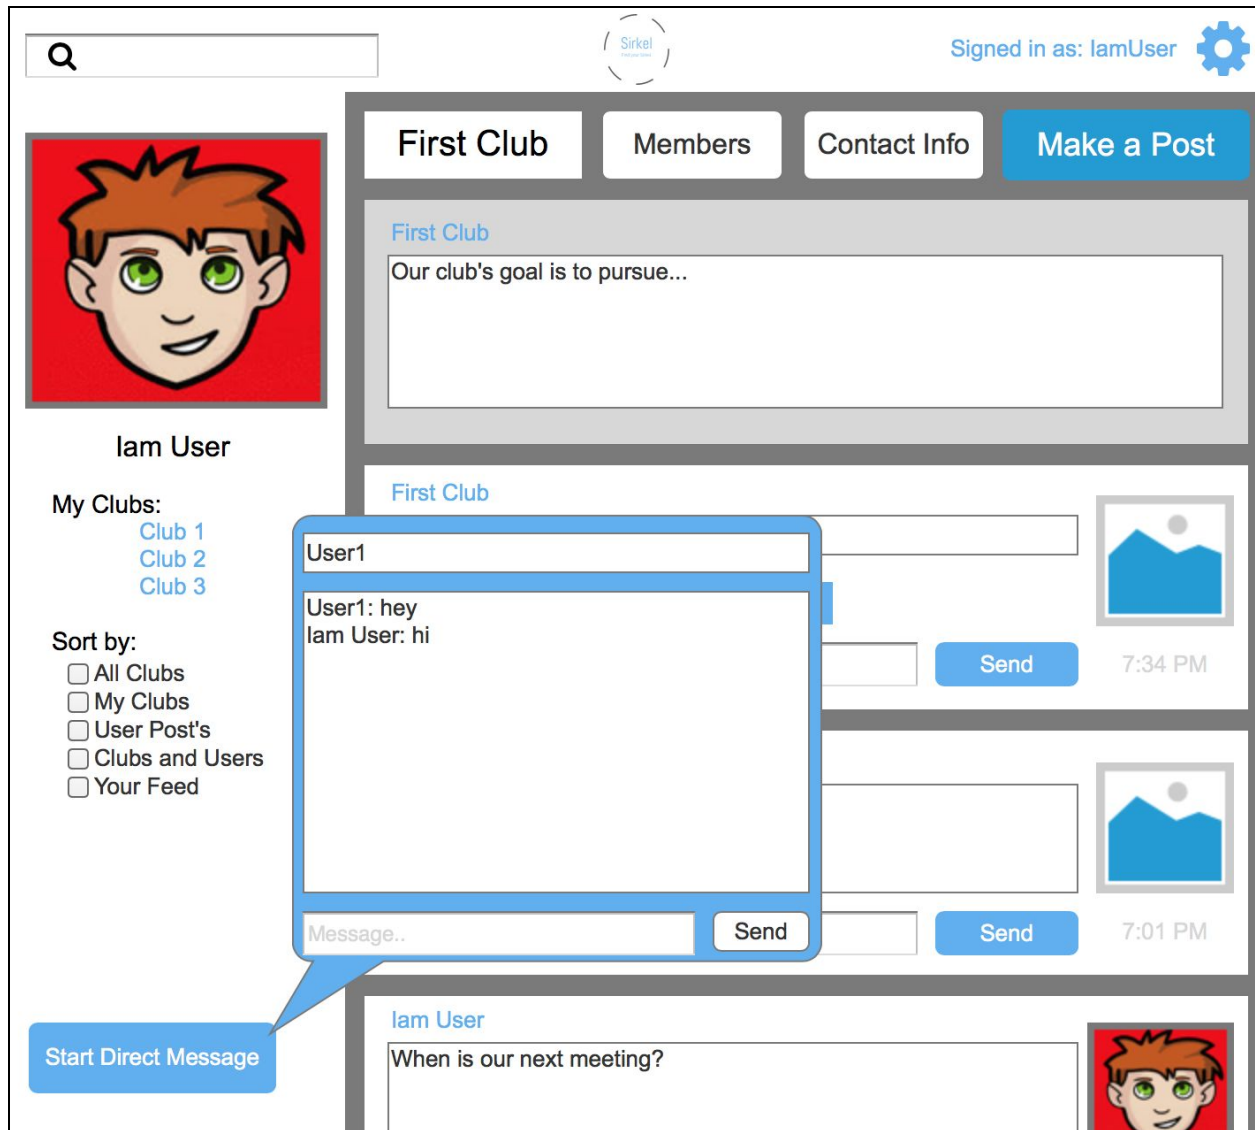 Sirkel
Signed in as: IamUser
First Club
Members
Contact Info
Make a Post
First Club
Our club's goal is to pursue...
Iam User
My Clubs:
Club 1
Club 2
Club 3
Sort by:
All Clubs
My Clubs
User Post's
Clubs and Users
Your Feed
Start Direct Message
First Club
User1
User1: hey
Iam User: hi
Message..
Send
Send
7:34 PM
Send
7:01 PM
Iam User
When is our next meeting?